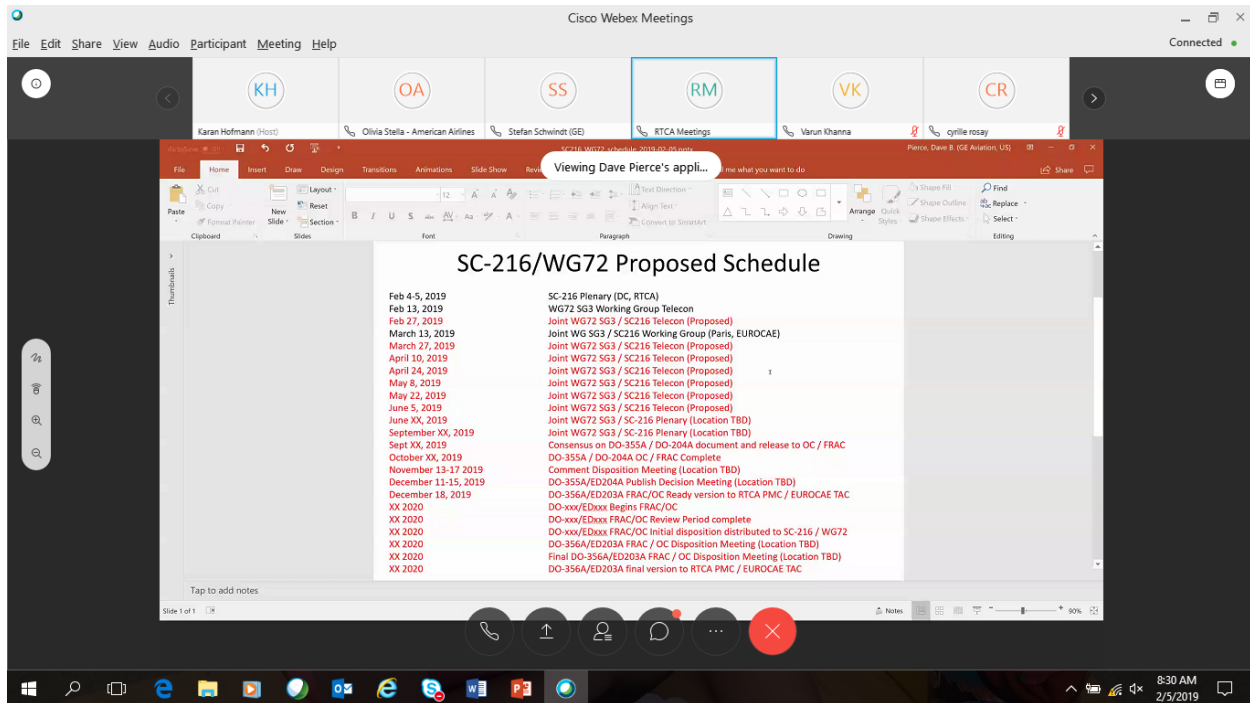 Cisco Webex Meetings
File Edit Share View Audio Participant Meeting Help
Connected
KH
OA
SS
RM
VK
CR
Karan Hofmann (Host)
Olivia Stella - American Airlines
Stefan Schwindt (GE)
RTCA Meetings
Varun Khanna
cyrille rosay
SC216_WG72_schedule_2019-02-05.pptx
Pierce, Dave B. (GE Aviation, US)
Viewing Dave Pierce's appli...
File Home Insert Draw Design Transitions Animations Slide Show me what you want to do Share
Paste
Cut
Copy
Format Painter
Clipboard
New Slide
Layout
Reset
Section
Slides
12
Font
Text Direction
Align Text
Convert to SmartArt
Paragraph
Arrange
Quick Styles
Shape Fill
Shape Outline
Shape Effects
Drawing
Find
Replace
Select
Editing
Thumbnails
SC-216/WG72 Proposed Schedule
Feb 4-5, 2019 SC-216 Plenary (DC, RTCA)
Feb 13, 2019 WG72 SG3 Working Group Telecon
Feb 27, 2019 Joint WG72 SG3 / SC216 Telecon (Proposed)
March 13, 2019 Joint WG SG3 / SC216 Working Group (Paris, EUROCAE)
March 27, 2019 Joint WG72 SG3 / SC216 Telecon (Proposed)
April 10, 2019 Joint WG72 SG3 / SC216 Telecon (Proposed)
April 24, 2019 Joint WG72 SG3 / SC216 Telecon (Proposed)
May 8, 2019 Joint WG72 SG3 / SC216 Telecon (Proposed)
May 22, 2019 Joint WG72 SG3 / SC216 Telecon (Proposed)
June 5, 2019 Joint WG72 SG3 / SC216 Telecon (Proposed)
June XX, 2019 Joint WG72 SG3 / SC-216 Plenary (Location TBD)
September XX, 2019 Joint WG72 SG3 / SC-216 Plenary (Location TBD)
Sept XX, 2019 Consensus on DO-355A / DO-204A document and release to OC / FRAC
October XX, 2019 DO-355A / DO-204A OC / FRAC Complete
November 13-17 2019 Comment Disposition Meeting (Location TBD)
December 11-15, 2019 DO-355A/ED204A Publish Decision Meeting (Location TBD)
December 18, 2019 DO-356A/ED203A FRAC/OC Ready version to RTCA PMC / EUROCAE TAC
XX 2020 DO-xxx/EDxxx Begins FRAC/OC
XX 2020 DO-xxx/EDxxx FRAC/OC Review Period complete
XX 2020 DO-xxx/EDxxx FRAC/OC Initial disposition distributed to SC-216 / WG72
XX 2020 DO-356A/ED203A FRAC / OC Disposition Meeting (Location TBD)
XX 2020 Final DO-356A/ED203A FRAC / OC Disposition Meeting (Location TBD)
XX 2020 DO-356A/ED203A final version to RTCA PMC / EUROCAE TAC
Tap to add notes
Slide 1 of 1
Notes
90%
8:30 AM
2/5/2019